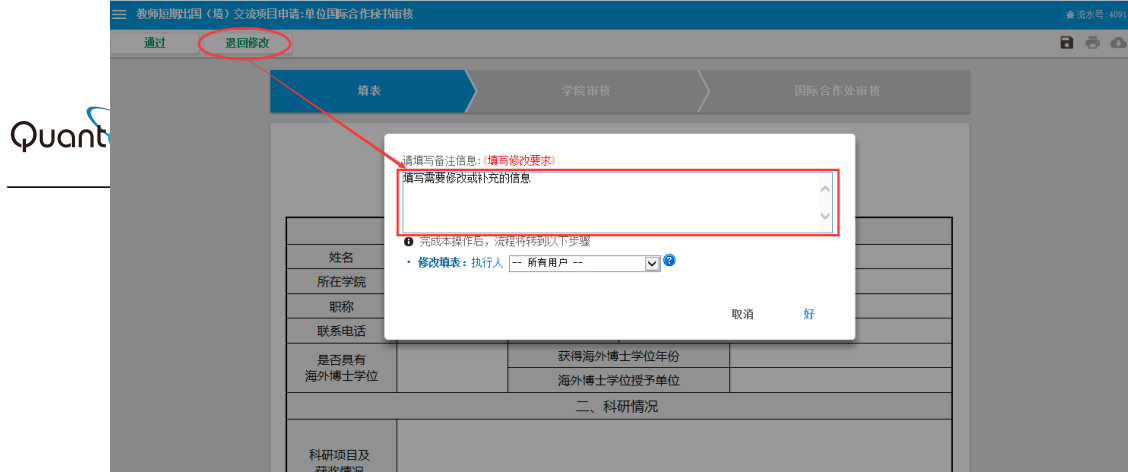 教师短期出国（境）交流项目申请:单位国际合作秘书审核
流水号:4091
通过 退回修改
填表 学院审核 国际合作处审核
Quant
请填写备注信息:(填写修改要求)
填写需要修改或补充的信息
完成本操作后，流程将转到以下步骤
· 修改填表：执行人 -- 所有用户 --
取消 好
姓名
所在学院
职称
联系电话
是否具有
海外博士学位
获得海外博士学位年份
海外博士学位授予单位
二、科研情况
科研项目及
获奖情况